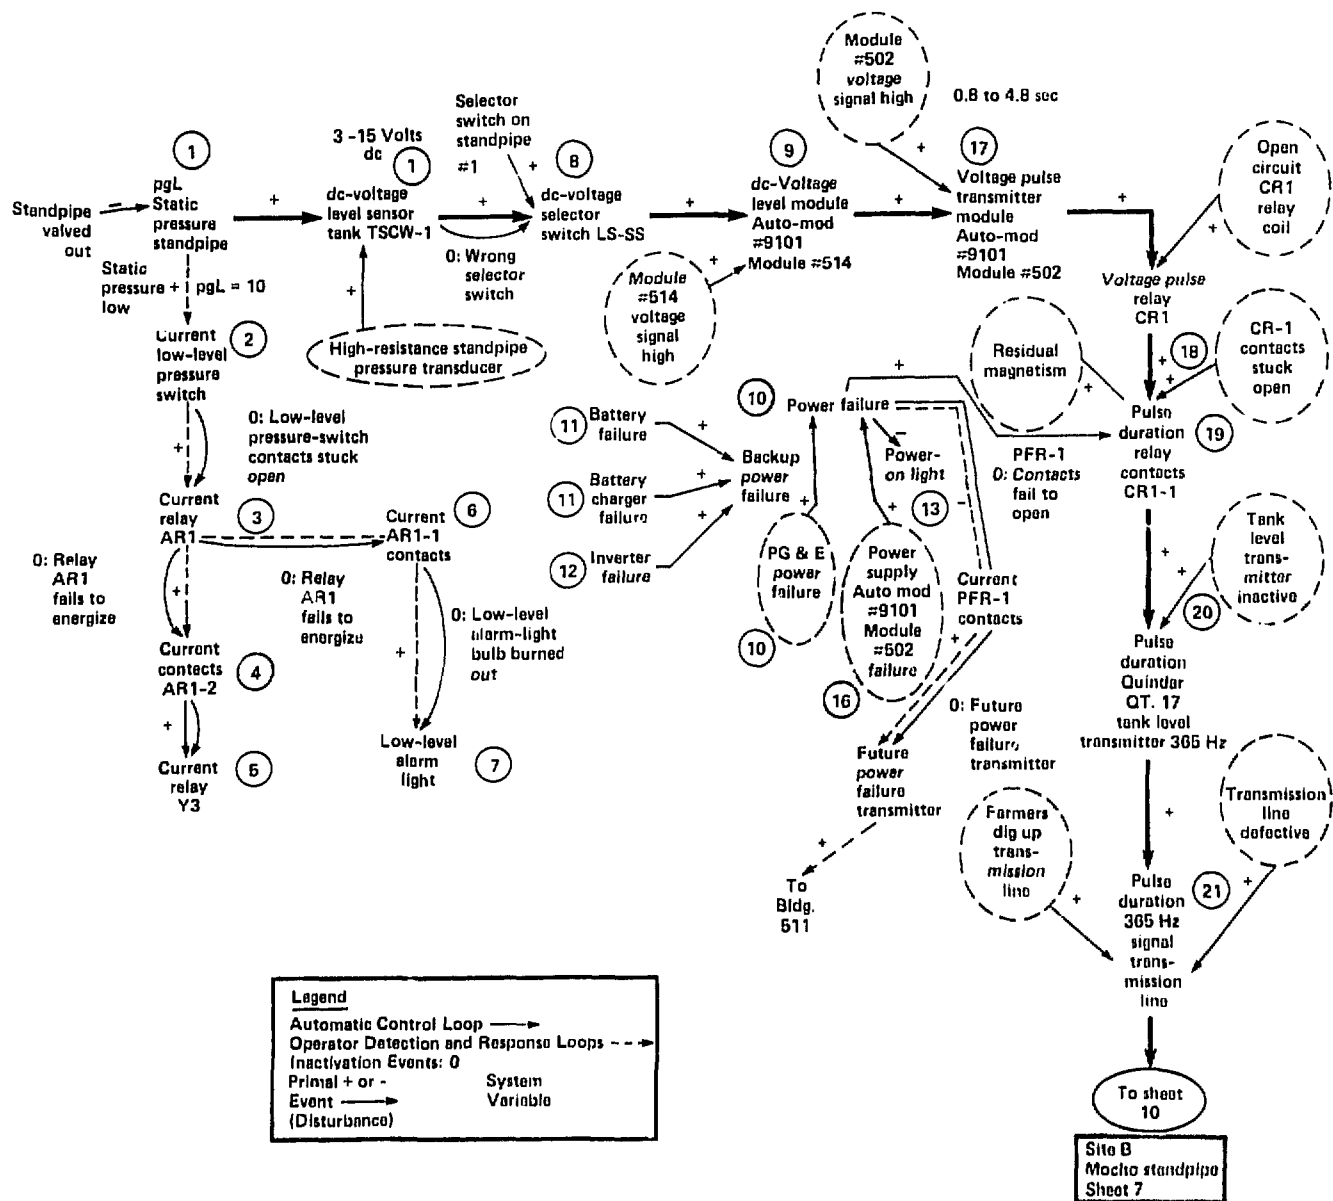 Module
#502
voltage
signal high
0.8 to 4.8 sec
Selector
switch on
standpipe
#1
3 -15 Volts
dc
1
1
8
9
17
Open
circuit
CR1
relay
coil
Standpipe
valved
out
pgL
Static
pressure
standpipe
dc-voltage
level sensor
tank TSCW-1
dc-voltage
selector
switch LS-SS
dc-Voltage
level module
Auto-mod
#9101
Module #514
Voltage pulse
transmitter
module
Auto-mod
#9101
Module #502
0: Wrong
selector
switch
Static
pressure + pgL = 10
low
Module
#514
voltage
signal
high
Voltage pulse
relay
CR1
Current
low-level
pressure
switch
2
High-resistance standpipe
pressure transducer
Residual
magnetism
18
CR-1
contacts
stuck
open
0: Low-level
pressure-switch
contacts stuck
open
11
Battery
failure
10
Power failure
Pulse
duration
relay
contacts
CR1-1
19
Backup
power
failure
Power-
on light
PFR-1
0: Contacts
fail to
open
11
Battery
charger
failure
13
Current
relay
AR1
3
Current
AR1-1
contacts
6
12
Inverter
failure
PG & E
power
failure
10
Power
supply
Auto mod
#9101
Module
#502
failure
16
Current
PFR-1
contacts
Tank
level
trans-
mitter
inactive
20
0: Relay
AR1
fails to
energize
0: Relay
AR1
fails to
energize
0: Low-level
alarm-light
bulb burned
out
Current
contacts
AR1-2
4
Pulse
duration
Quindar
QT. 17
tank level
transmitter 365 Hz
0: Future
power
failure
transmitter
Current
relay
Y3
5
Low-level
alarm
light
7
Future
power
failure
transmitter
Farmers
dig up
trans-
mission
line
Transmission
line
defective
To
Bldg.
511
Pulse
duration
365 Hz
signal
trans-
mission
line
21
Legend
Automatic Control Loop
Operator Detection and Response Loops
Inactivation Events: 0
Primal + or - System
Event Variable
(Disturbance)
To sheet
10
Site B
Mocho standpipe
Sheet 7